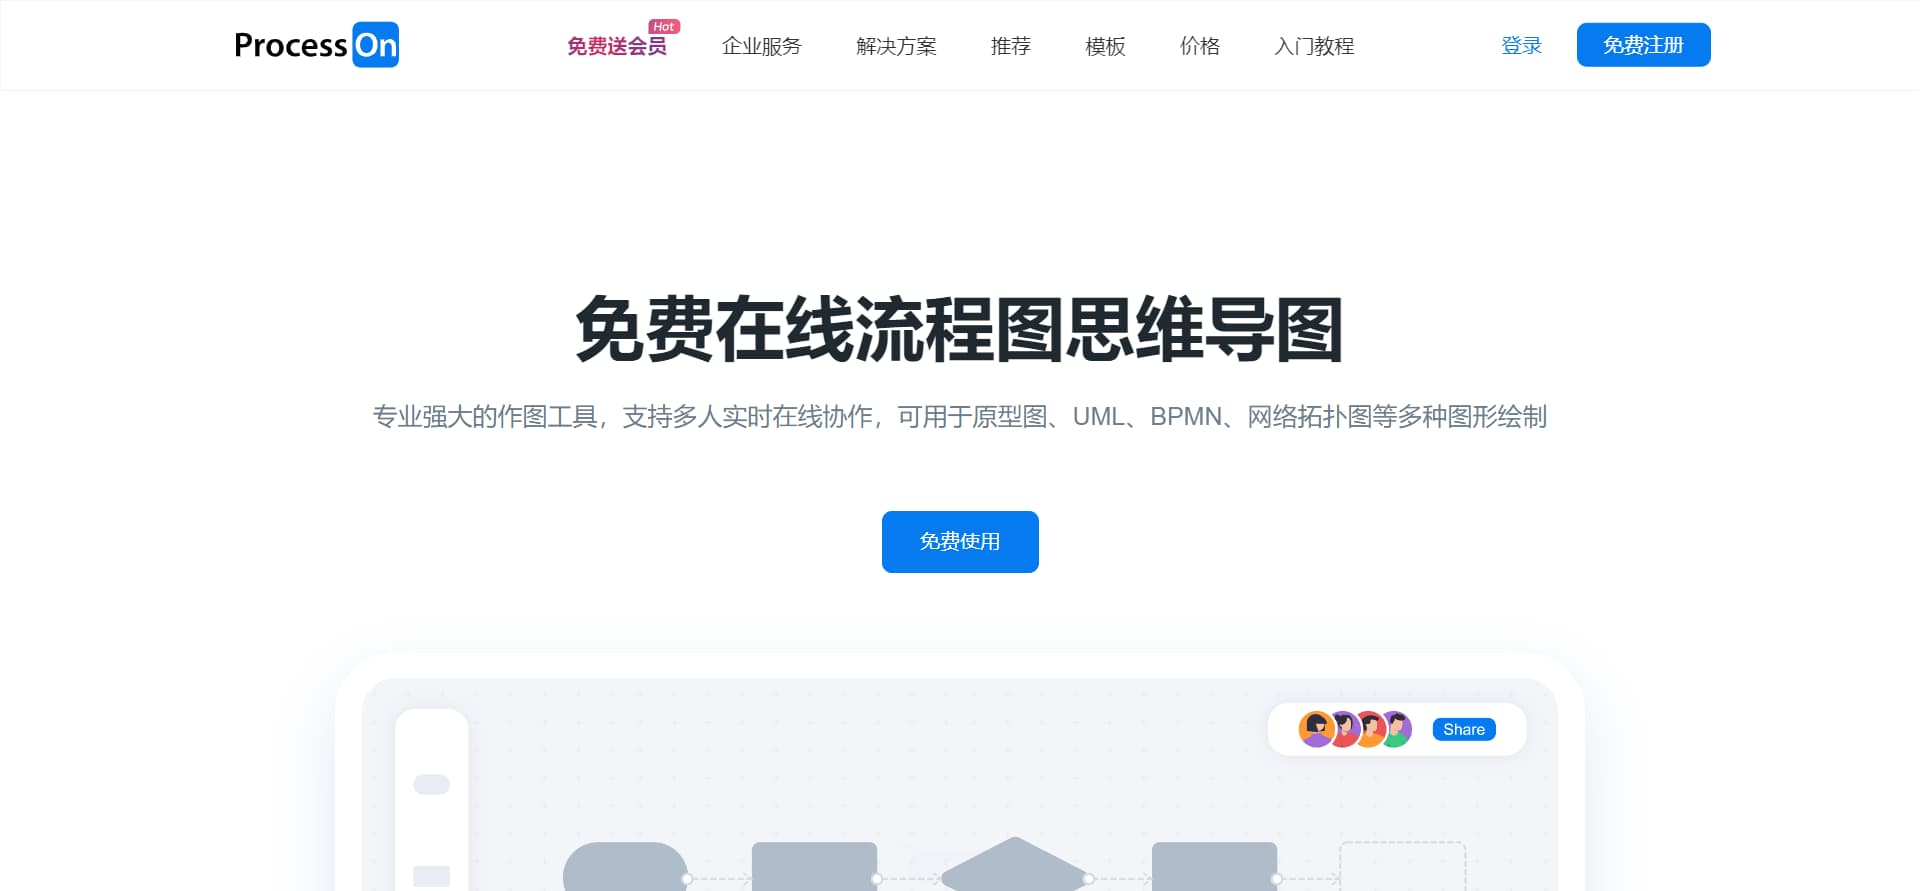 ProcessOn
免费送会员 Hot 企业服务 解决方案 推荐 模板 价格 入门教程 登录 免费注册
免费在线流程图思维导图
专业强大的作图工具，支持多人实时在线协作，可用于原型图、UML、BPMN、网络拓扑图等多种图形绘制
免费使用
Share